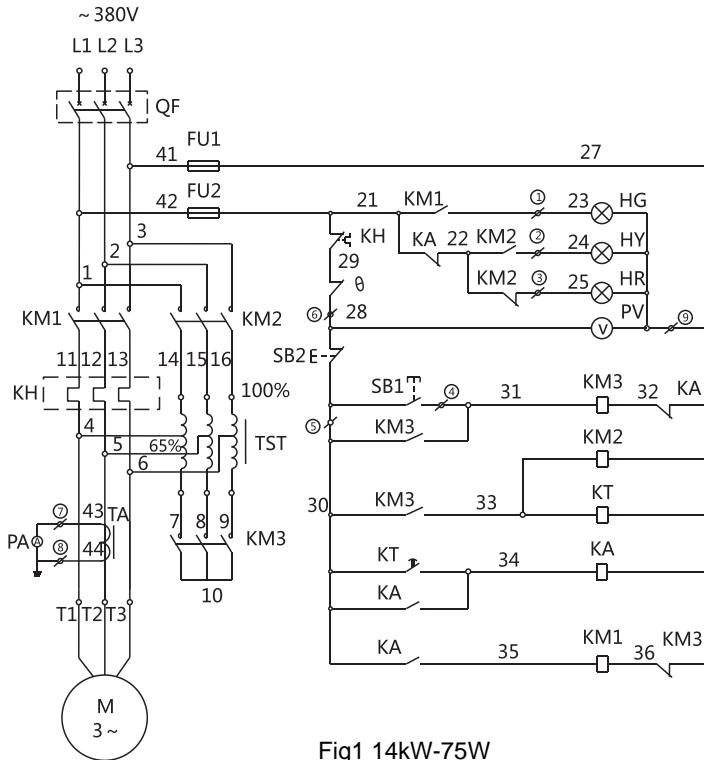 ~380V
L1 L2 L3
QF
FU1
41
27
FU2
42
21
KM1
①
23
HG
3
KH
KA
22
KM2
②
24
HY
2
29
1
θ
KM2
③
25
HR
⑥
28
PV
V
⑨
KM1
KM2
SB2
11 12 13
14 15 16
KH
100%
SB1
④
31
KM3
32
KA
4
⑤
KM3
5
65%
TST
6
KM2
30
KM3
33
KT
⑦
43
TA
7
8
9
KM3
PA
A
⑧
44
KT
34
KA
10
KA
T1 T2 T3
KA
35
KM1
36
KM3
M
3~
Fig1 14kW-75W